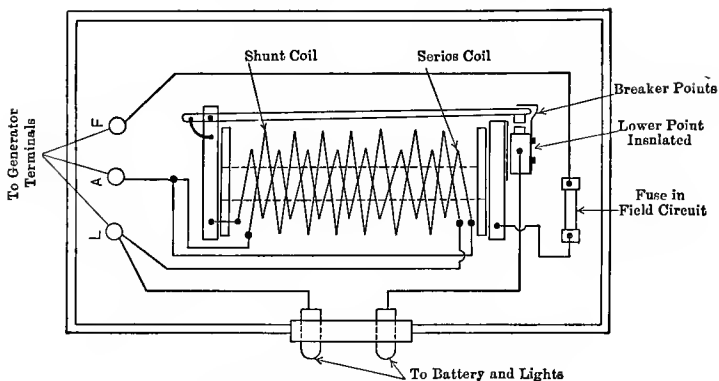 Shunt Coil
Serios Coil
Breaker Points
Lower Point
Insulated
To Generator
Terminals
F
A
L
Fuse in
Field Circuit
To Battery and Lights